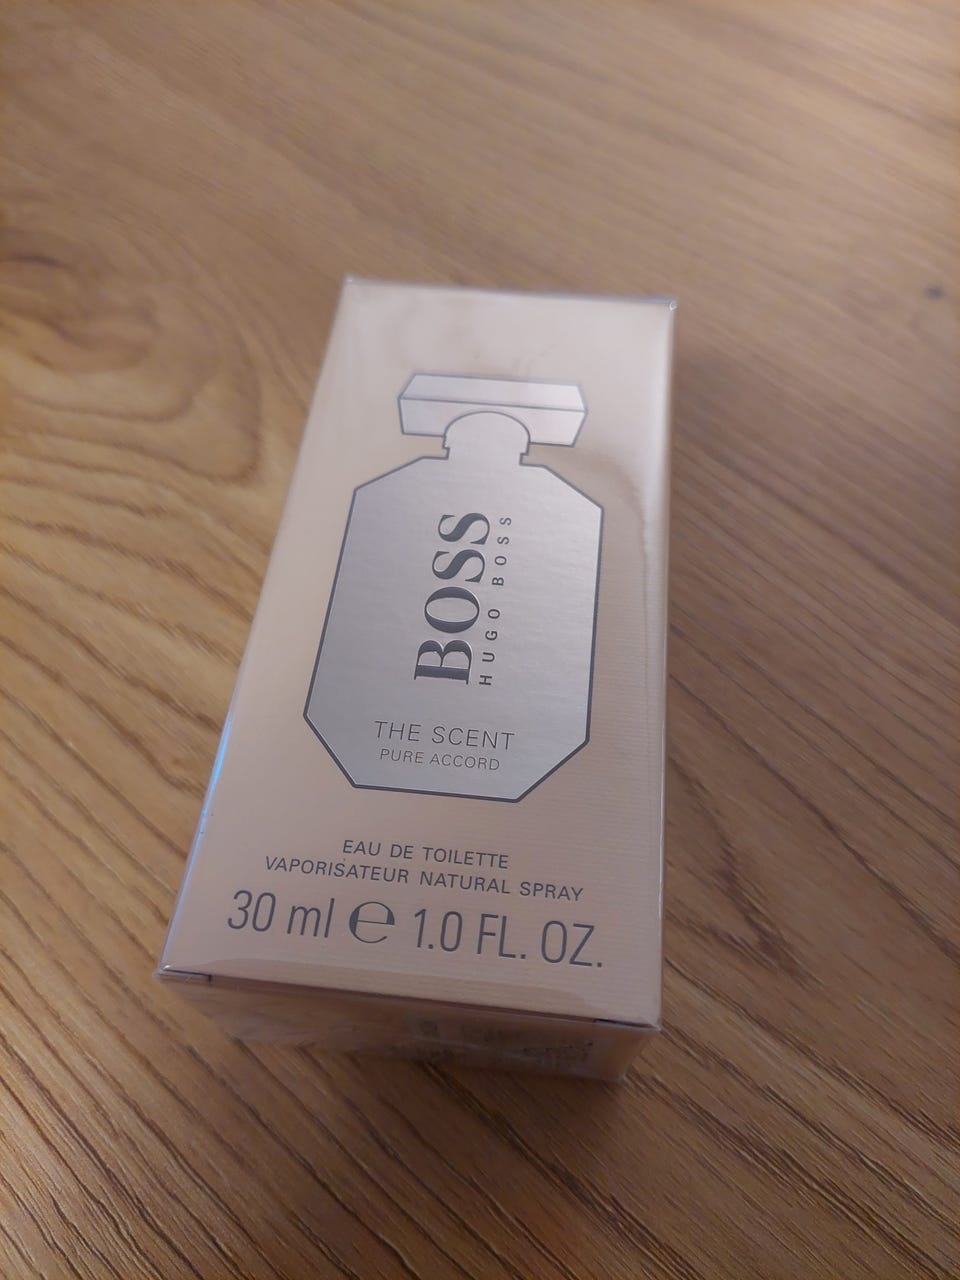 BOSS
HUGO BOSS
THE SCENT
PURE ACCORD
EAU DE TOILETTE
VAPORISATEUR NATURAL SPRAY
30 ml ℮ 1.0 FL. OZ.